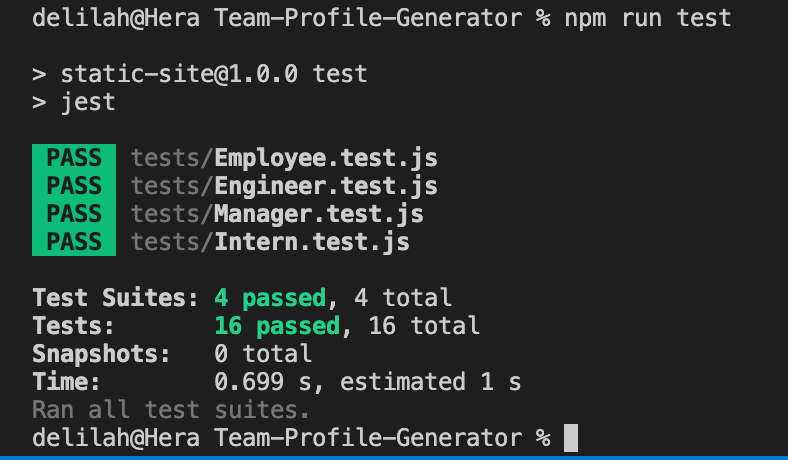 delilah@Hera Team-Profile-Generator % npm run test
> static-site@1.0.0 test
> jest
PASS tests/Employee.test.js
PASS tests/Engineer.test.js
PASS tests/Manager.test.js
PASS tests/Intern.test.js
Test Suites: 4 passed, 4 total
Tests: 16 passed, 16 total
Snapshots: 0 total
Time: 0.699 s, estimated 1 s
Ran all test suites.
delilah@Hera Team-Profile-Generator %